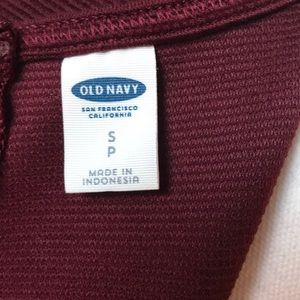 OLD NAVY
SAN FRANCISCO
CALIFORNIA
S
P
MADE IN
INDONESIA